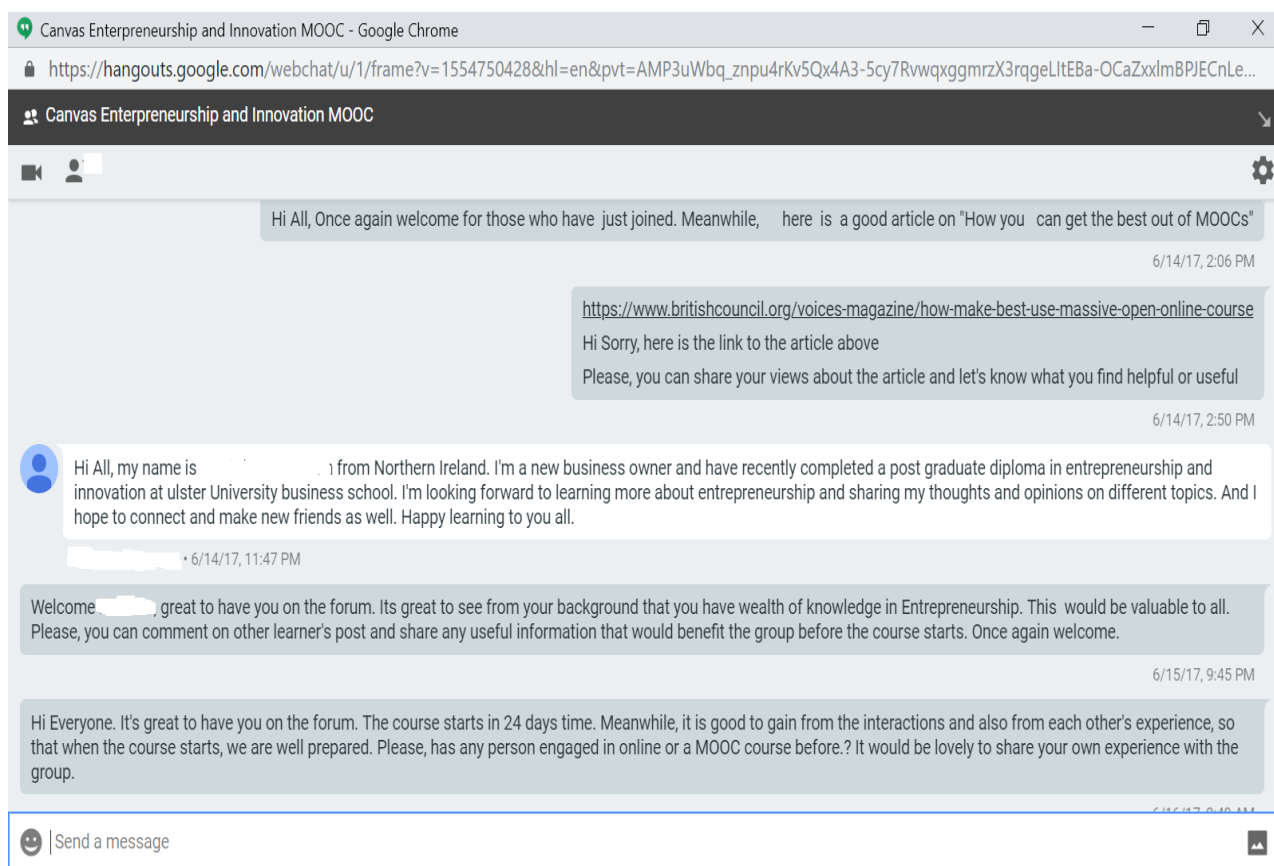 Canvas Enterpreneurship and Innovation MOOC - Google Chrome
https://hangouts.google.com/webchat/u/1/frame?v=1554750428&hl=en&pvt=AMP3uWbq_znpu4rKv5Qx4A3-5cy7RvwqxggmrzX3rqgeLItEBa-OCaZxxlmBPJECnLe...
Canvas Enterpreneurship and Innovation MOOC
Hi All, Once again welcome for those who have just joined. Meanwhile, here is a good article on "How you can get the best out of MOOCs"
6/14/17, 2:06 PM
https://www.britishcouncil.org/voices-magazine/how-make-best-use-massive-open-online-course
Hi Sorry, here is the link to the article above
Please, you can share your views about the article and let's know what you find helpful or useful
6/14/17, 2:50 PM
Hi All, my name is from Northern Ireland. I'm a new business owner and have recently completed a post graduate diploma in entrepreneurship and
innovation at ulster University business school. I'm looking forward to learning more about entrepreneurship and sharing my thoughts and opinions on different topics. And I
hope to connect and make new friends as well. Happy learning to you all.
• 6/14/17, 11:47 PM
Welcome great to have you on the forum. Its great to see from your background that you have wealth of knowledge in Entrepreneurship. This would be valuable to all.
Please, you can comment on other learner's post and share any useful information that would benefit the group before the course starts. Once again welcome.
6/15/17, 9:45 PM
Hi Everyone. It's great to have you on the forum. The course starts in 24 days time. Meanwhile, it is good to gain from the interactions and also from each other's experience, so
that when the course starts, we are well prepared. Please, has any person engaged in online or a MOOC course before.? It would be lovely to share your own experience with the
group.
Send a message